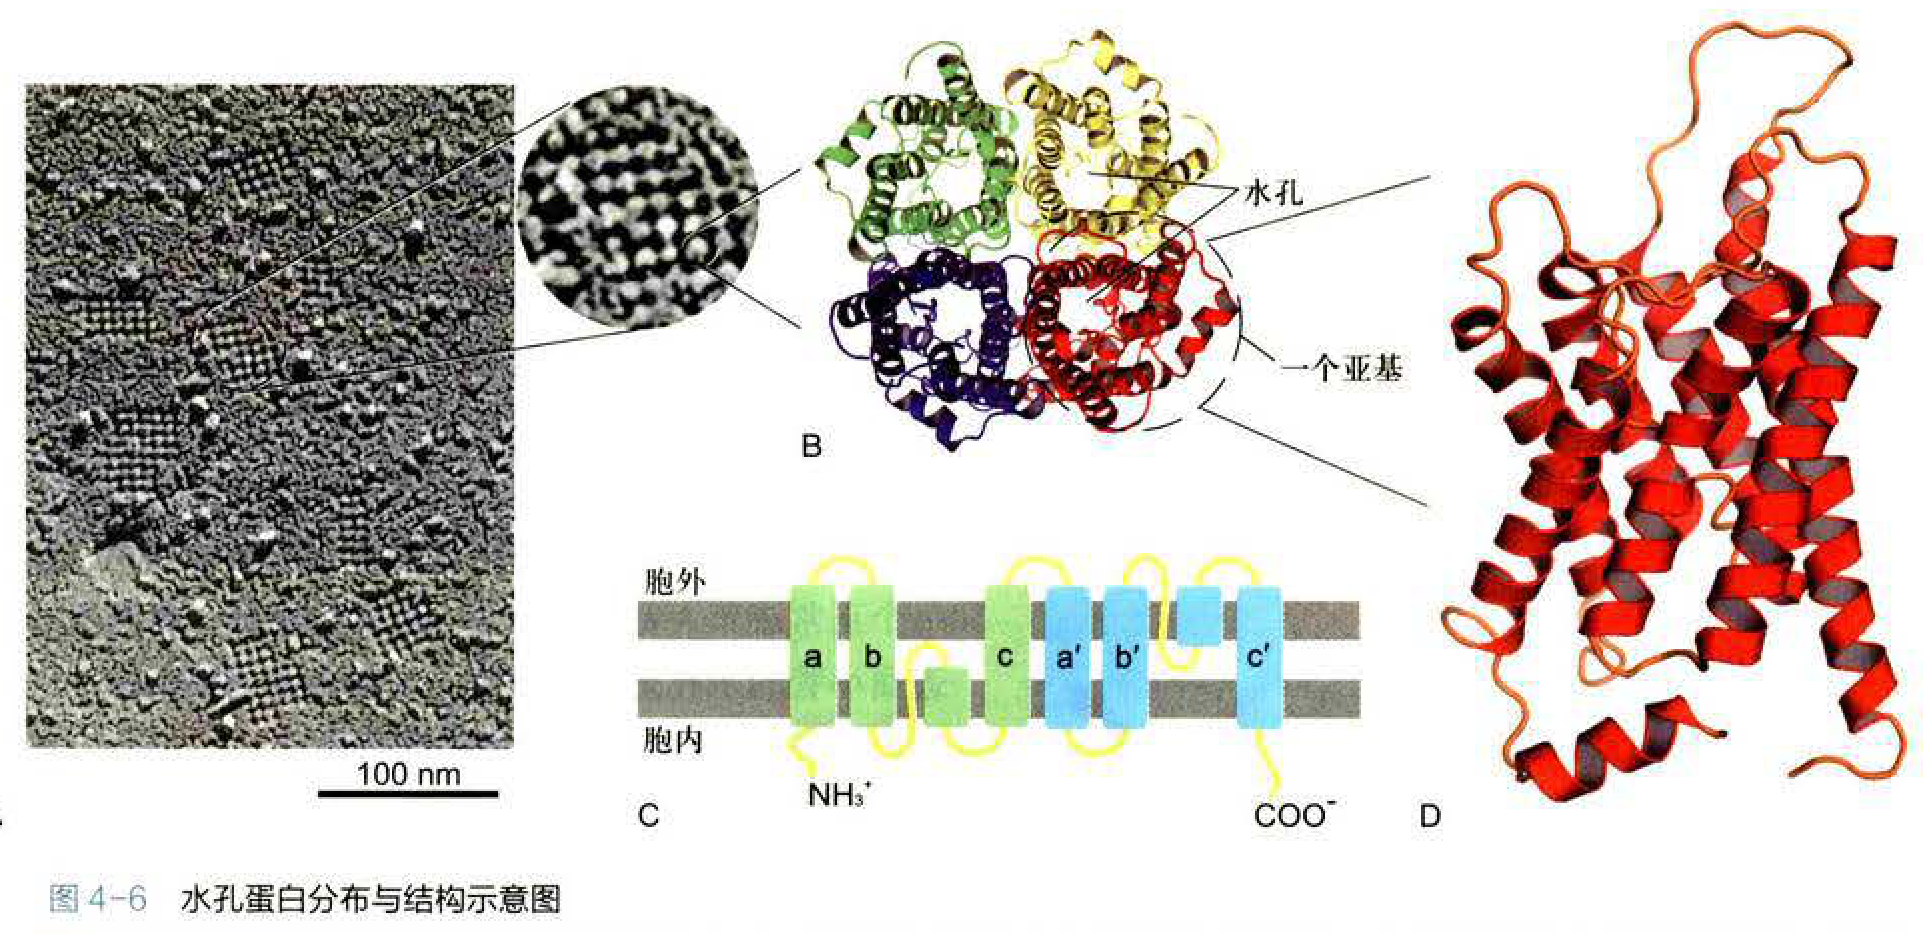 水孔
一个亚基
B
胞外
a b c a′ b′ c′
胞内
100 nm
NH₃⁺
COO⁻
C
D
图 4-6 水孔蛋白分布与结构示意图